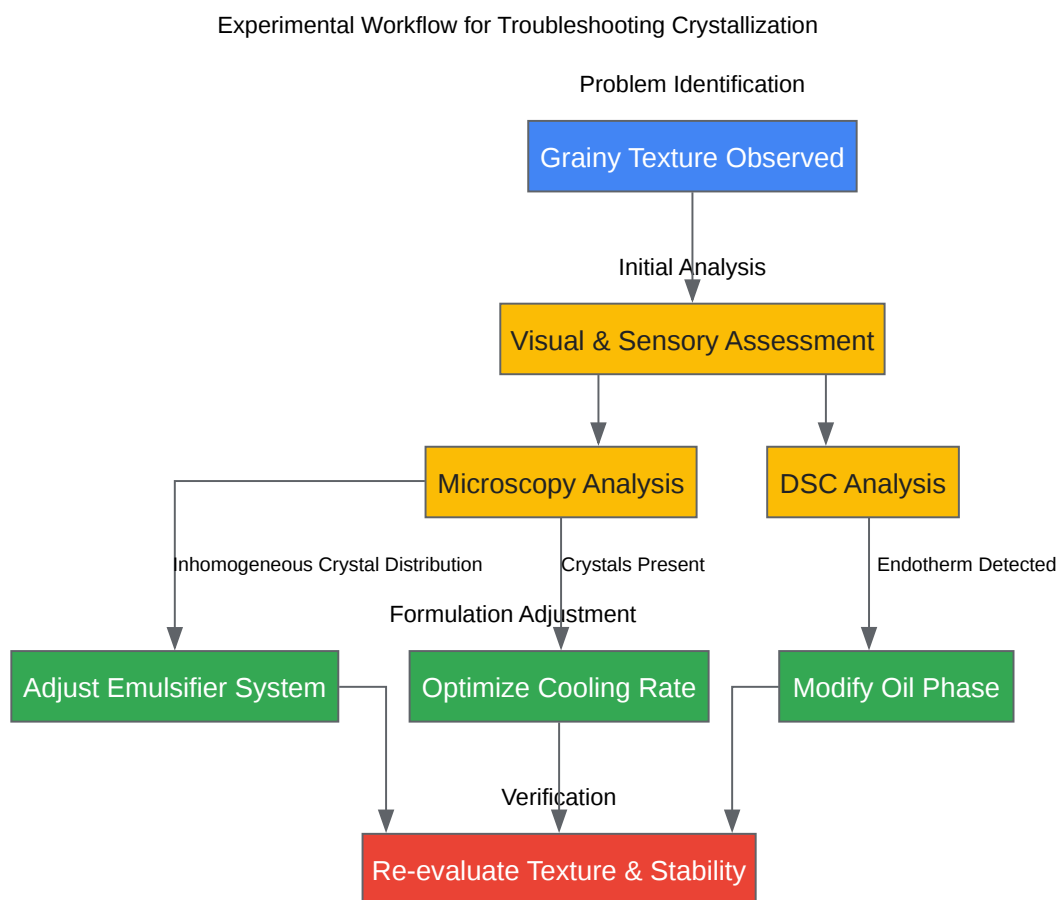 Experimental Workflow for Troubleshooting Crystallization
Problem Identification
Grainy Texture Observed
Initial Analysis
Visual & Sensory Assessment
Microscopy Analysis
DSC Analysis
Inhomogeneous Crystal Distribution
Crystals Present
Endotherm Detected
Formulation Adjustment
Adjust Emulsifier System
Optimize Cooling Rate
Modify Oil Phase
Verification
Re-evaluate Texture & Stability